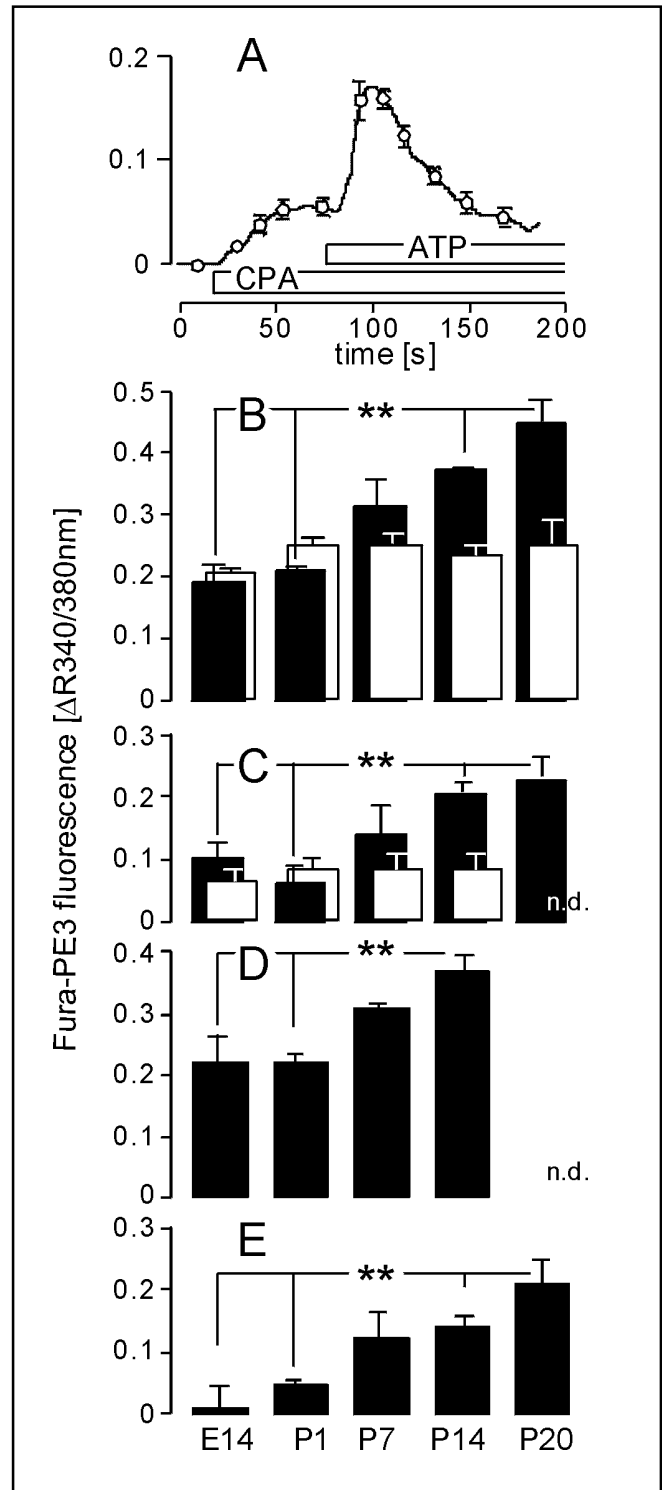 A
0.2
0.1
0
ATP
CPA
0 50 100 150 200
time [s]
Fura-PE3 fluorescence [ΔR340/380nm]
B
**
0.5
0.4
0.3
0.2
0.1
0
C
**
0.3
0.2
0.1
0
n.d.
D
**
0.4
0.3
0.2
0.1
0
n.d.
E
**
0.3
0.2
0.1
0
E14 P1 P7 P14 P20